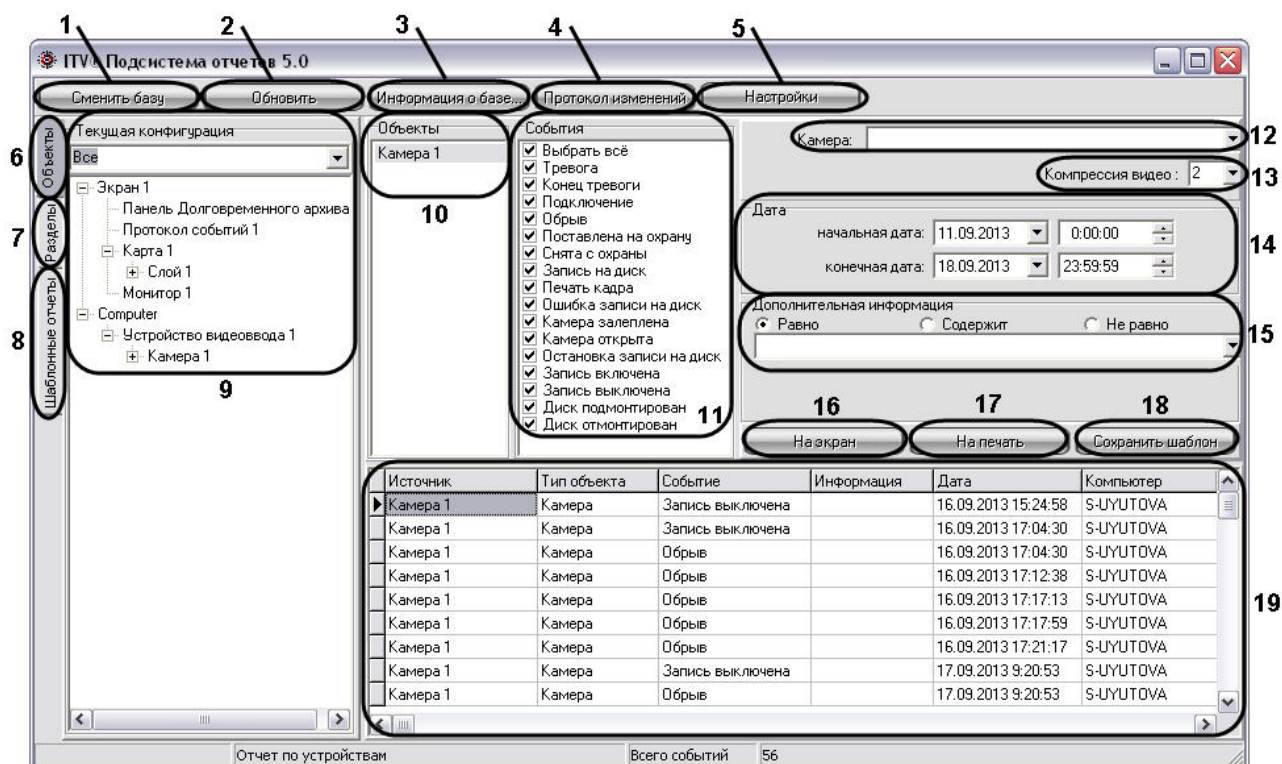 1 2 3 4 5
ITV® Подсистема отчетов 5.0
Сменить базу Обновить Информация о базе... Протокол изменений Настройки
6
Объекты
7
Разделы
8
Шаблонные отчеты
Текущая конфигурация
Все
Экран 1
Панель Долговременного архива
Протокол событий 1
Карта 1
Слой 1
Монитор 1
Computer
Устройство видеоввода 1
Камера 1
9
Объекты
Камера 1
10
События
Выбрать всё
Тревога
Конец тревоги
Подключение
Обрыв
Поставлена на охрану
Снята с охраны
Запись на диск
Печать кадра
Ошибка записи на диск
Камера залеплена
Камера открыта
Остановка записи на диск
Запись включена
Запись выключена
Диск подмонтирован
Диск отмонтирован
11
Камера: 12
Компрессия видео : 2 13
Дата
начальная дата: 11.09.2013 0:00:00
14
конечная дата: 18.09.2013 23:59:59
Дополнительная информация
Равно Содержит Не равно
15
16 17 18
На экран На печать Сохранить шаблон
Источник Тип объекта Событие Информация Дата Компьютер
Камера 1 Камера Запись выключена 16.09.2013 15:24:58 S-UYUTOVA
Камера 1 Камера Запись выключена 16.09.2013 17:04:30 S-UYUTOVA
Камера 1 Камера Обрыв 16.09.2013 17:04:30 S-UYUTOVA
Камера 1 Камера Обрыв 16.09.2013 17:12:38 S-UYUTOVA
Камера 1 Камера Обрыв 16.09.2013 17:17:13 S-UYUTOVA
Камера 1 Камера Обрыв 16.09.2013 17:17:59 S-UYUTOVA
Камера 1 Камера Обрыв 16.09.2013 17:21:17 S-UYUTOVA
Камера 1 Камера Запись выключена 17.09.2013 9:20:53 S-UYUTOVA
Камера 1 Камера Обрыв 17.09.2013 9:20:53 S-UYUTOVA
19
Отчет по устройствам Всего событий 56